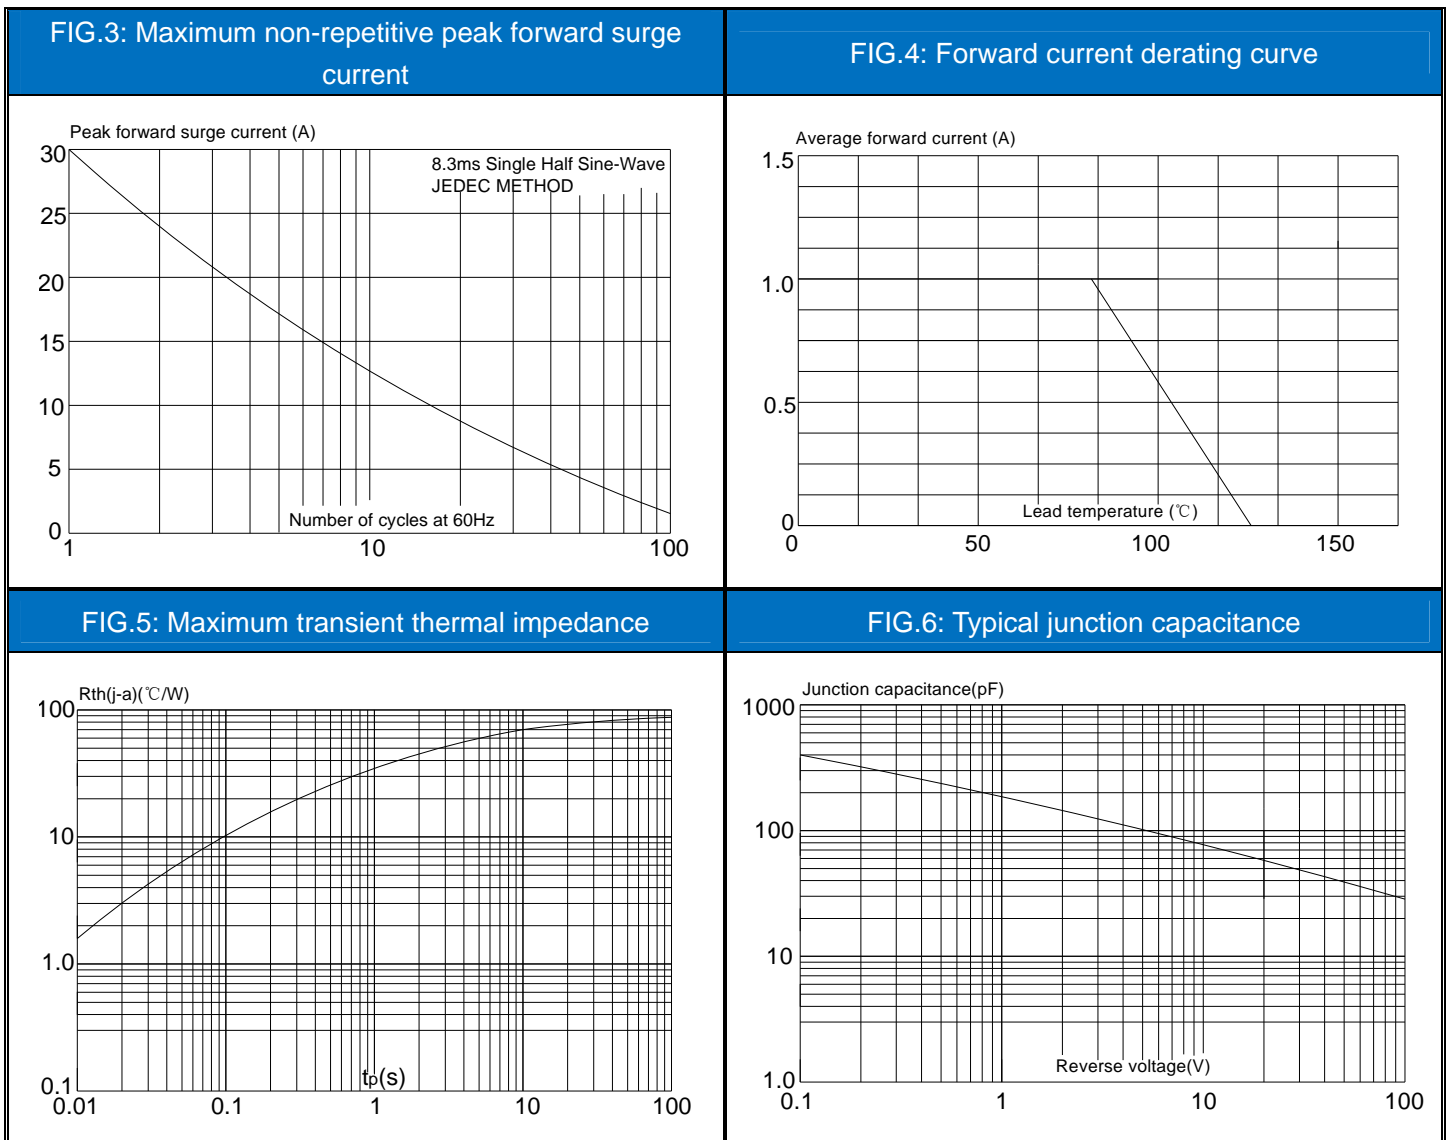 FIG.3: Maximum non-repetitive peak forward surge
current
FIG.4: Forward current derating curve
Peak forward surge current (A)
8.3ms Single Half Sine-Wave
JEDEC METHOD
30
25
20
15
10
5
0
Number of cycles at 60Hz
1 10 100
Average forward current (A)
1.5
1.0
0.5
0
Lead temperature (℃)
0 50 100 150
FIG.5: Maximum transient thermal impedance
FIG.6: Typical junction capacitance
Rth(j-a)(℃/W)
100
10
1.0
0.1
tp(s)
0.01 0.1 1 10 100
Junction capacitance(pF)
1000
100
10
1.0
Reverse voltage(V)
0.1 1 10 100